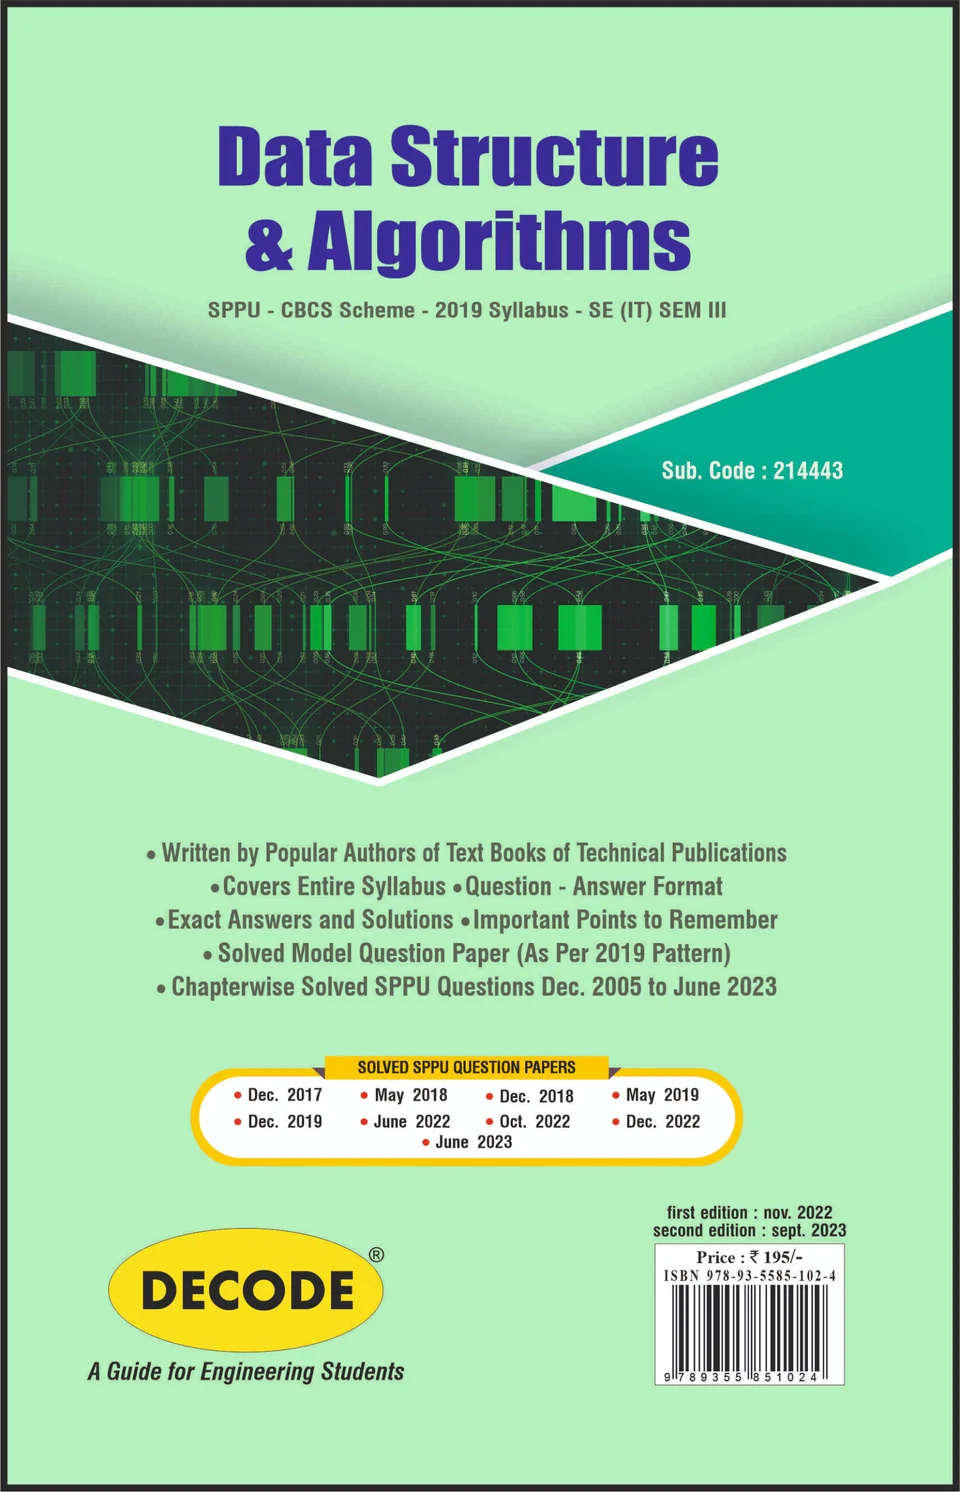 Data Structure
& Algorithms
SPPU - CBCS Scheme - 2019 Syllabus - SE (IT) SEM III
Sub. Code : 214443
• Written by Popular Authors of Text Books of Technical Publications
• Covers Entire Syllabus • Question - Answer Format
• Exact Answers and Solutions • Important Points to Remember
• Solved Model Question Paper (As Per 2019 Pattern)
• Chapterwise Solved SPPU Questions Dec. 2005 to June 2023
SOLVED SPPU QUESTION PAPERS
• Dec. 2017 • May 2018 • Dec. 2018 • May 2019
• Dec. 2019 • June 2022 • Oct. 2022 • Dec. 2022
• June 2023
first edition : nov. 2022
second edition : sept. 2023
Price : ₹ 195/-
ISBN 978-93-5585-102-4
9 789355 851024
DECODE®
A Guide for Engineering Students